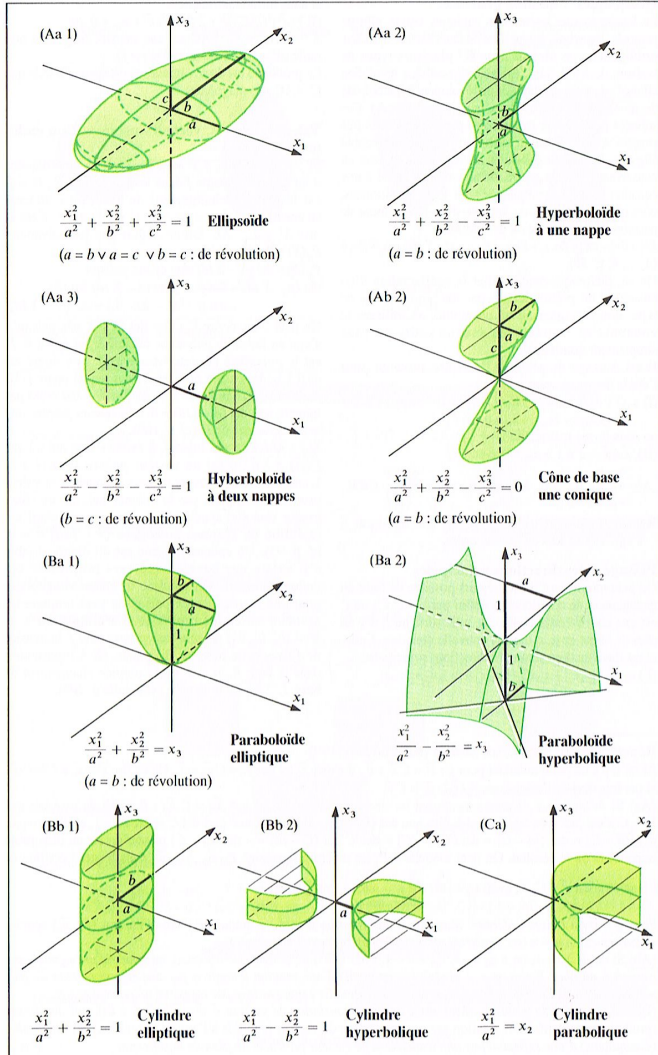 (Aa 1)
x₃
x₂
c
b
a
x₁
x₁²/a² + x₂²/b² + x₃²/c² = 1 Ellipsoïde
(a = b ∨ a = c ∨ b = c : de révolution)
(Aa 2)
x₃
x₂
b
a
x₁
x₁²/a² + x₂²/b² − x₃²/c² = 1 Hyperboloïde
à une nappe
(a = b : de révolution)
(Aa 3)
x₃
x₂
a
x₁
x₁²/a² − x₂²/b² − x₃²/c² = 1 Hyberboloïde
à deux nappes
(b = c : de révolution)
(Ab 2)
x₃
x₂
b
a
c
x₁
x₁²/a² + x₂²/b² − x₃²/c² = 0 Cône de base
une conique
(a = b : de révolution)
(Ba 1)
x₃
x₂
b
a
1
x₁
x₁²/a² + x₂²/b² = x₃ Paraboloïde
elliptique
(a = b : de révolution)
(Ba 2)
x₃
x₂
a
1
1
b
x₁
x₁²/a² − x₂²/b² = x₃ Paraboloïde
hyperbolique
(Bb 1)
x₃
x₂
b
a
x₁
x₁²/a² + x₂²/b² = 1 Cylindre
elliptique
(Bb 2)
x₃
x₂
a
x₁
x₁²/a² − x₂²/b² = 1 Cylindre
hyperbolique
(Ca)
x₃
x₂
x₁
x₁²/a² = x₂ Cylindre
parabolique